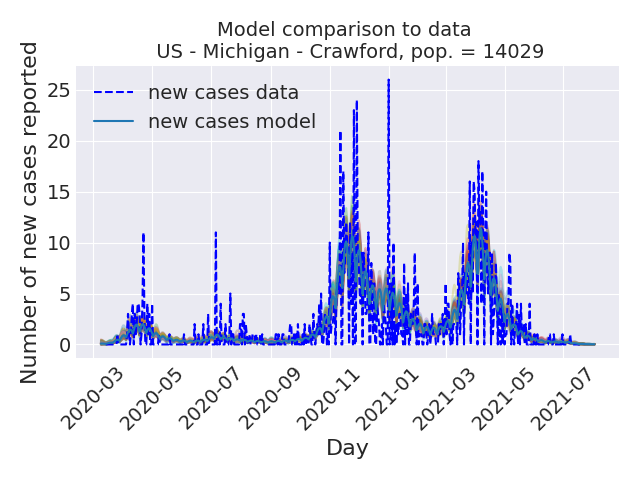 Model comparison to data
US - Michigan - Crawford, pop. = 14029
Number of new cases reported
25
20
15
10
5
0
new cases data
new cases model
2020-03
2020-05
2020-07
2020-09
2020-11
2021-01
2021-03
2021-05
2021-07
Day